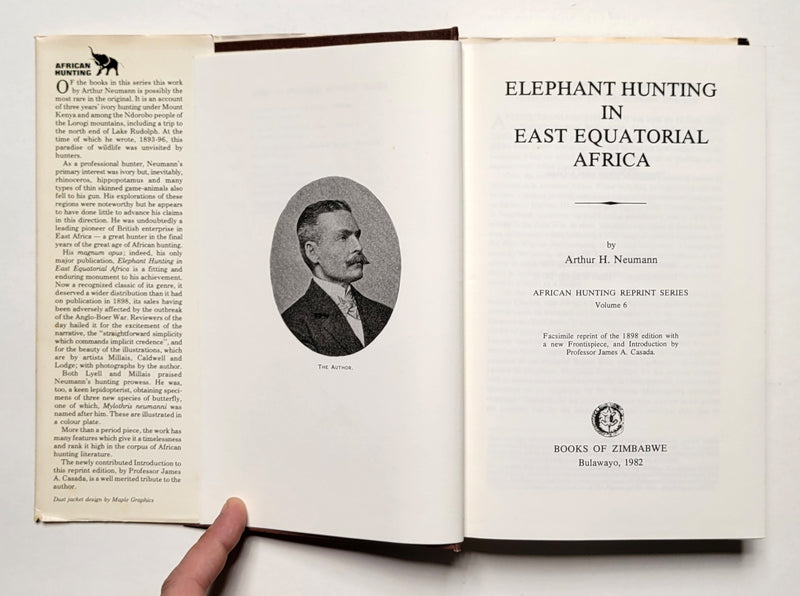 AFRICAN
HUNTING
OF the books in this series this work
by Arthur Neumann is possibly the
most rare in the original. It is an account
of three years' ivory hunting under Mount
Kenya and among the Ndorobo people of
the Lorogi mountains, including a trip to
the north end of Lake Rudolph. At the
time of which he wrote, 1893-96, this
paradise of wildlife was unvisited by
hunters.
As a professional hunter, Neumann's
primary interest was ivory but, inevitably,
rhinoceros, hippopotamus and many
types of thin skinned game-animals also
fell to his gun. His explorations of these
regions were noteworthy but he appears
to have done little to advance his claims
in this direction. He was undoubtedly a
leading pioneer of British enterprise in
East Africa — a great hunter in the final
years of the great age of African hunting.
His magnum opus; indeed, his only
major publication, Elephant Hunting in
East Equatorial Africa is a fitting and
enduring monument to his achievement.
Now a recognized classic of its genre, it
deserved a wider distribution than it had
on publication in 1898, its sales having
been adversely affected by the outbreak
of the Anglo-Boer War. Reviewers of the
day hailed it for the excitement of the
narrative, the "straightforward simplicity
which commands implicit credence", and
for the beauty of the illustrations, which
are by artists Millais, Caldwell and
Lodge; with photographs by the author.
Both Lyell and Millais praised
Neumann's hunting prowess. He was,
too, a keen lepidopterist, obtaining speci-
mens of three new species of butterfly,
one of which, Mylothris neumanni was
named after him. These are illustrated in
a colour plate.
More than a period piece, the work has
many features which give it a timelessness
and rank it high in the corpus of African
hunting literature.
The newly contributed Introduction to
this reprint edition, by Professor James
A. Casada, is a well merited tribute to the
author.
Dust jacket design by Maple Graphics
THE AUTHOR.
ELEPHANT HUNTING
IN
EAST EQUATORIAL
AFRICA
by
Arthur H. Neumann
AFRICAN HUNTING REPRINT SERIES
Volume 6
Facsimile reprint of the 1898 edition with
a new Frontispiece, and Introduction by
Professor James A. Casada.
BOOKS OF ZIMBABWE
Bulawayo, 1982